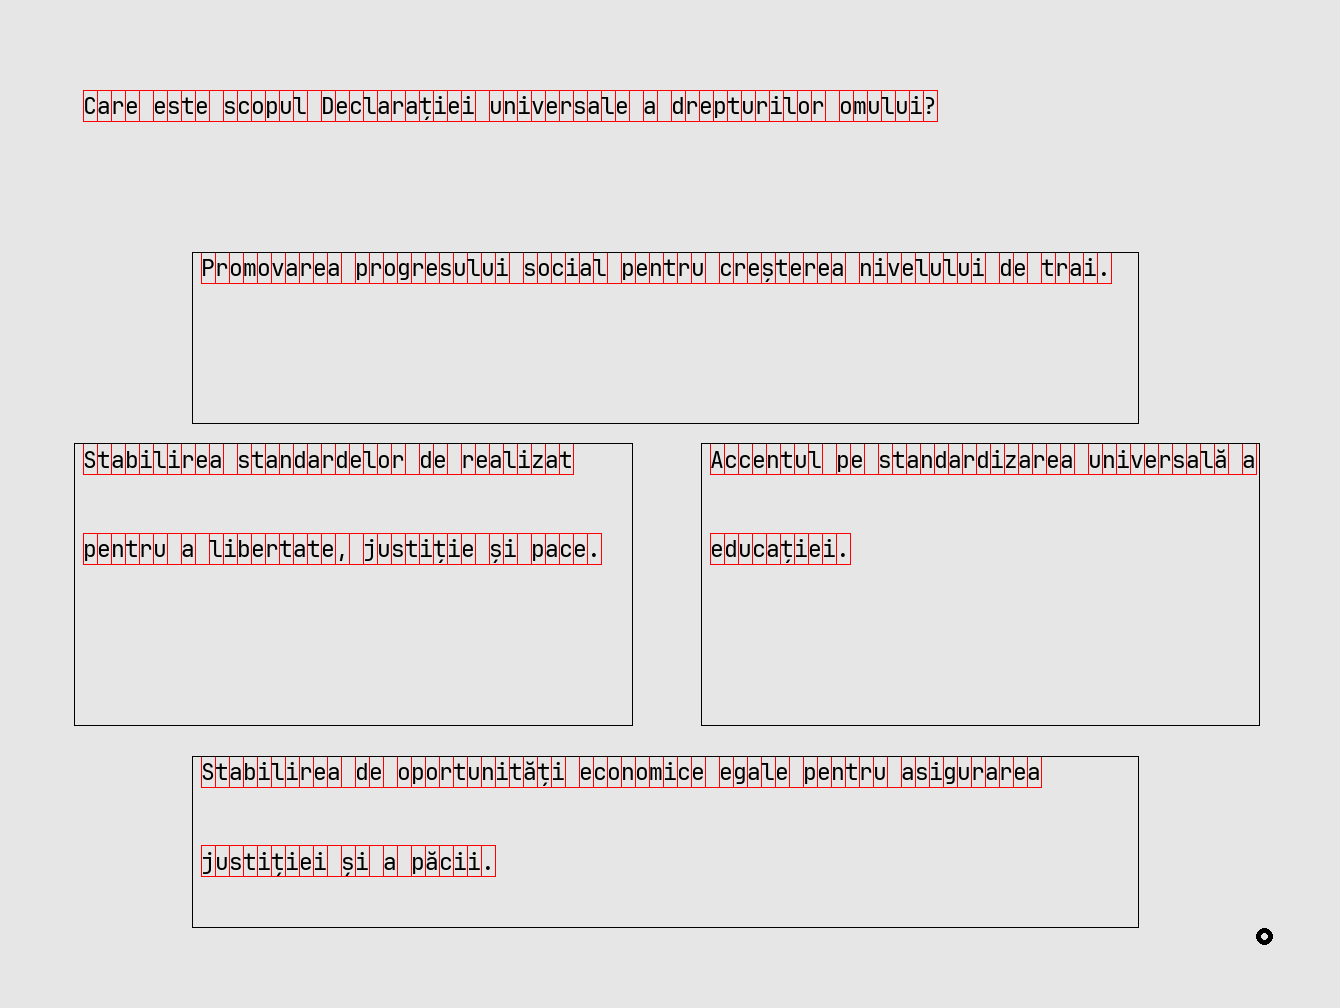 Care este scopul Declarației universale a drepturilor omului?
Promovarea progresului social pentru creșterea nivelului de trai.
Stabilirea standardelor de realizat
pentru a libertate, justiție și pace.
Accentul pe standardizarea universală a
educației.
Stabilirea de oportunități economice egale pentru asigurarea
justiției și a păcii.